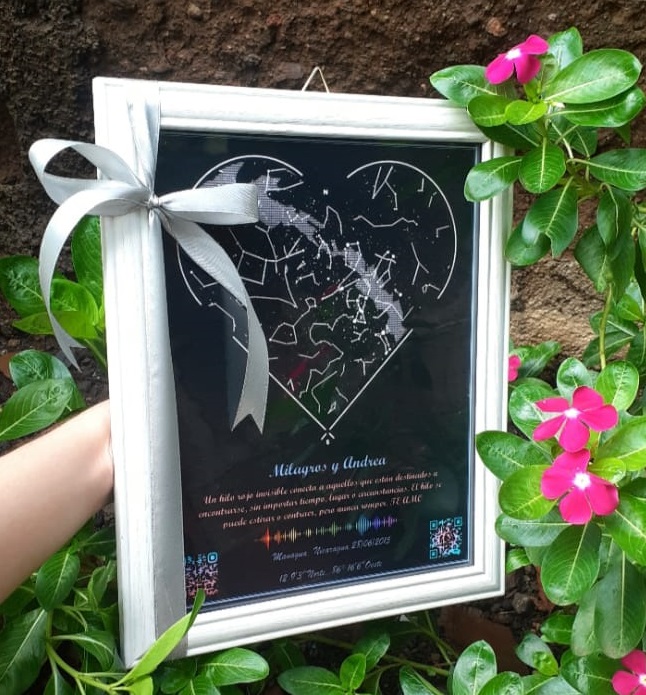 N
Milagros y Andrea
Un hilo rojo invisible conecta a aquellos que están destinados a
encontrarse, sin importar tiempo, lugar o circunstancias. El hilo se
puede estirar o contraer, pero nunca romper. TE AMO
Managua, Nicaragua 28/06/2015
12°9'3" Norte, 86°16'6" Oeste